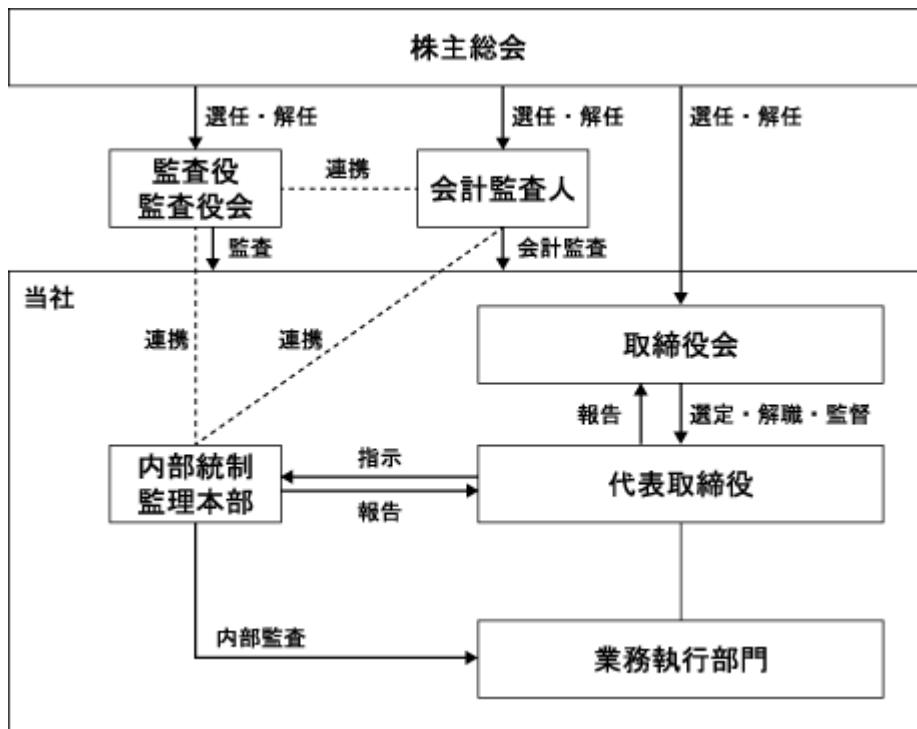 株主総会
選任・解任
選任・解任
選任・解任
監査役
監査役会
連携
会計監査人
監査
会計監査
当社
連携
連携
取締役会
報告
選定・解職・監督
内部統制
監理本部
指示
報告
代表取締役
内部監査
業務執行部門